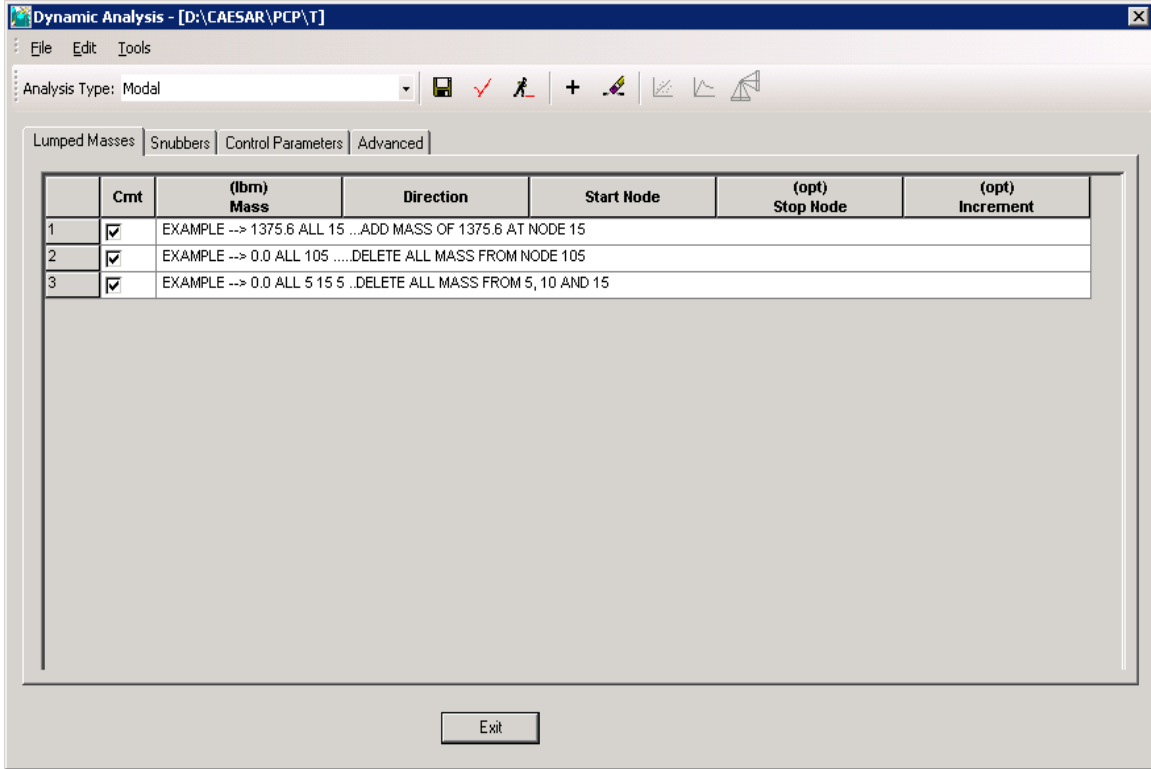 Dynamic Analysis - [D:\CAESAR\PCP\T]
File Edit Tools
Analysis Type: Modal
Lumped Masses Snubbers Control Parameters Advanced
Cmt (lbm) Mass Direction Start Node (opt) Stop Node (opt) Increment
1 EXAMPLE --> 1375.6 ALL 15 ...ADD MASS OF 1375.6 AT NODE 15
2 EXAMPLE --> 0.0 ALL 105 .....DELETE ALL MASS FROM NODE 105
3 EXAMPLE --> 0.0 ALL 5 15 5 ..DELETE ALL MASS FROM 5, 10 AND 15
Exit